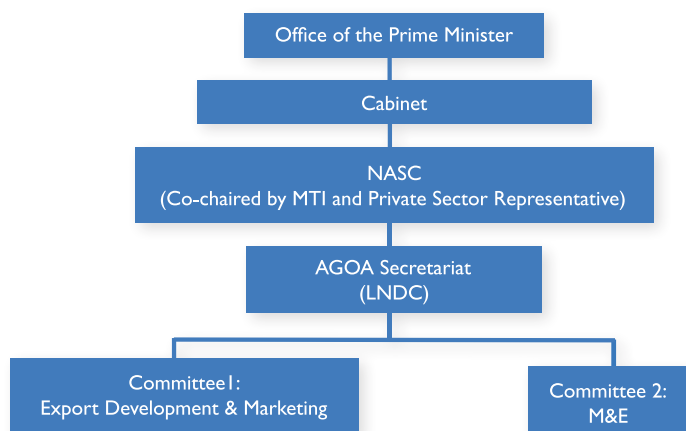 Office of the Prime Minister
Cabinet
NASC
(Co-chaired by MTI and Private Sector Representative)
AGOA Secretariat
(LNDC)
Committee1:
Export Development & Marketing
Committee 2:
M&E